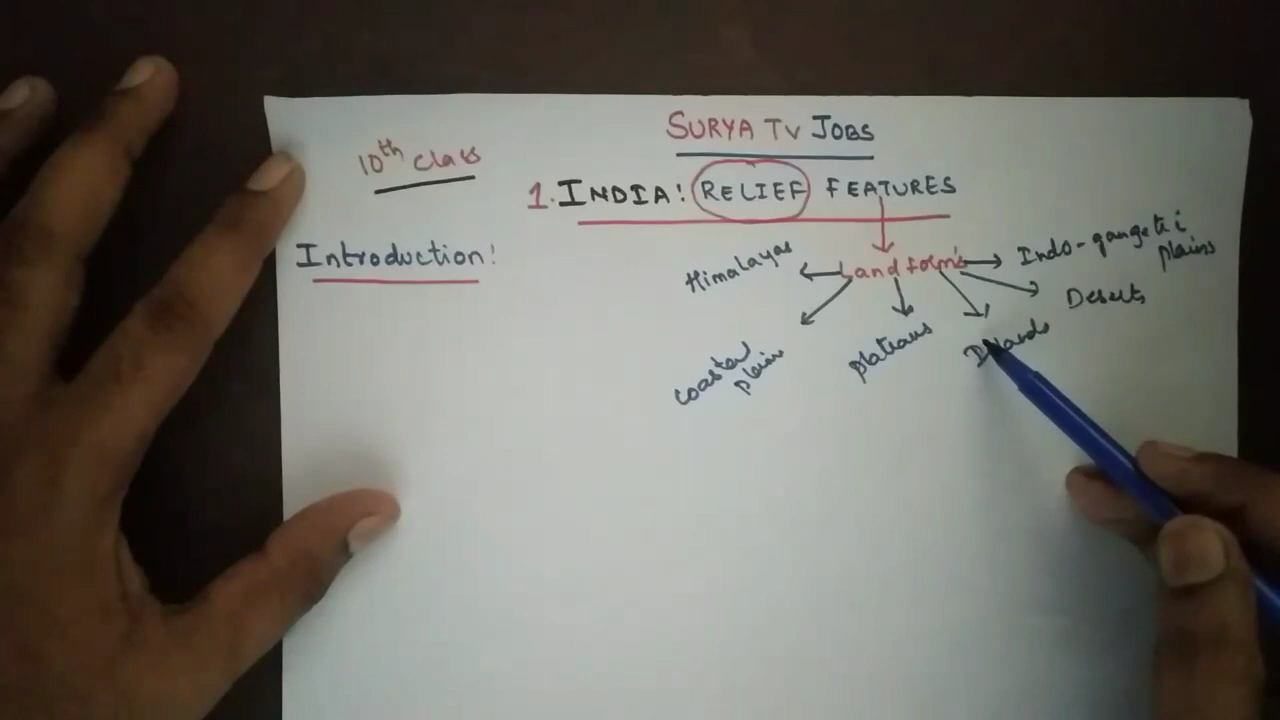 SURYA TV JOBS
10th class
1. INDIA: RELIEF FEATURES
Introduction:
Himalayas
Landforms
Indo-gangeti
plains
Deserts
coastal
plain
plateaus
Islands